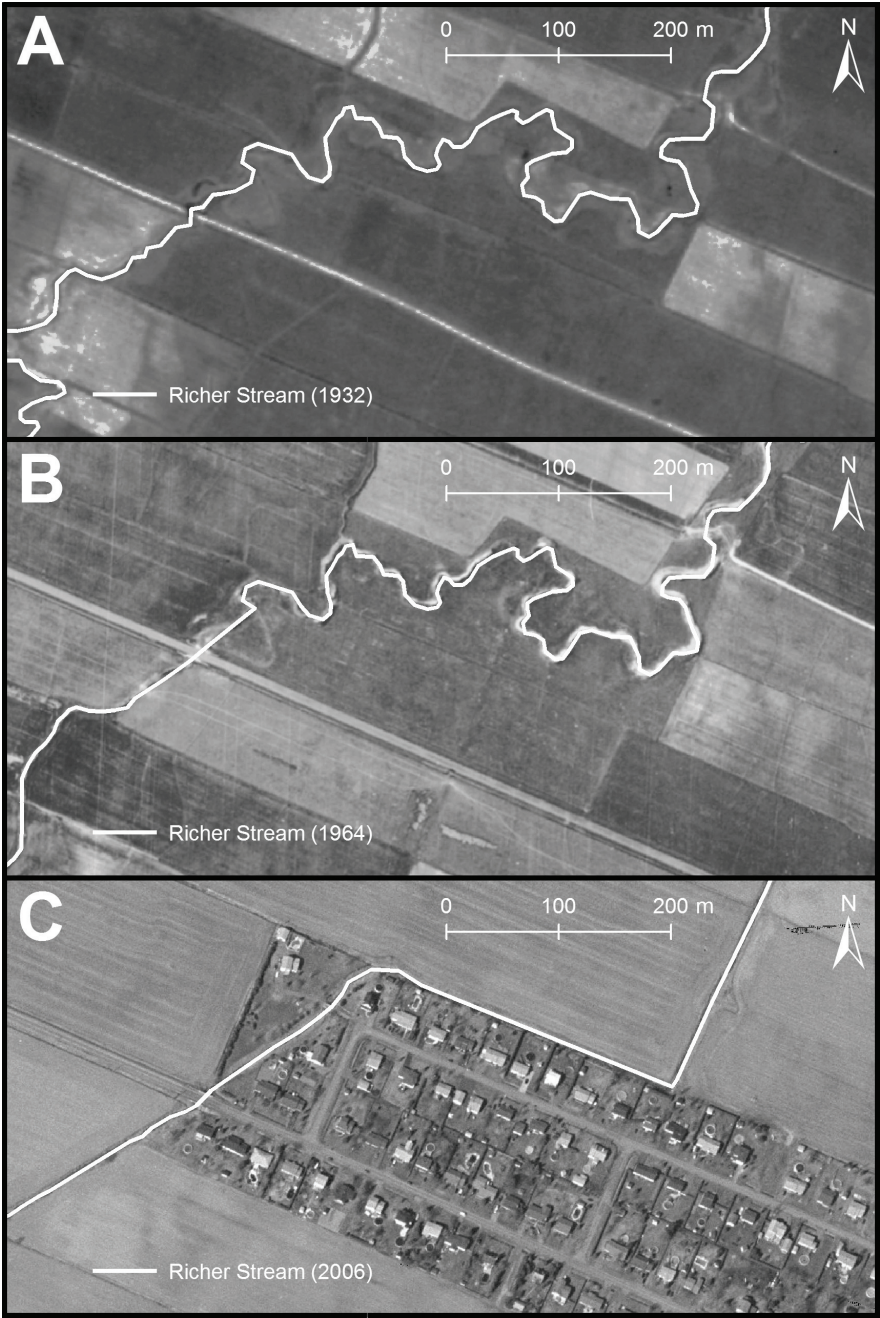 A
0 100 200 m
N
Richer Stream (1932)
B
0 100 200 m
N
Richer Stream (1964)
C
0 100 200 m
N
Richer Stream (2006)